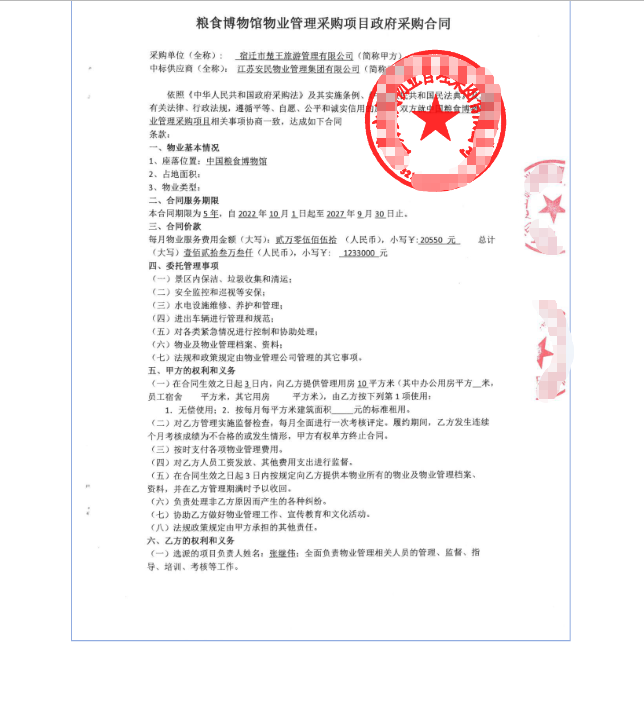 粮食博物馆物业管理采购项目政府采购合同
采购单位（全称）： 宿迁市楚王旅游管理有限公司（简称甲方）
中标供应商（全称）： 江苏安民物业管理集团有限公司（简称
依照《中华人民共和国政府采购法》及其实施条例、 共和国民法典
有关法律、行政法规，遵循平等、自愿、公平和诚实信用的 双方就中国粮食博
业管理采购项目相关事项协商一致，达成如下合同
条款：
一、物业基本情况
1、座落位置：中国粮食博物馆
2、占地面积：
3、物业类型：
二、合同服务期限
本合同期限为 5 年，自 2022 年 10 月 1 日起至 2027 年 9 月 30 日止。
三、合同价款
每月物业服务费用金额（大写）：贰万零伍佰伍拾 （人民币），小写￥: 20550 元 总计
（大写）壹佰贰拾叁万叁仟（人民币），小写￥: 1233000 元
四、委托管理事项
（一）景区内保洁、垃圾收集和清运；
（二）安全监控和巡视等安保；
（三）水电设施维修、养护和管理；
（四）进出车辆进行管理和规范；
（五）对各类紧急情况进行控制和协助处理；
（六）物业及物业管理档案、资料；
（七）法规和政策规定由物业管理公司管理的其它事项。
五、甲方的权利和义务
（一）在合同生效之日起 3 日内，向乙方提供管理用房 10 平方米（其中办公用房平方__米，
员工宿舍 平方米，其它用房 平方米），由乙方按下列第 1 项使用：
1．无偿使用；2．按每月每平方米建筑面积_____元的标准租用。
（二）对乙方管理实施监督检查，每月全面进行一次考核评定。履约期间，乙方发生连续
个月考核成绩为不合格的或发生情形，甲方有权单方终止合同。
（三）按时支付各项物业管理费用。
（四）对乙方人员工资发放、其他费用支出进行监督。
（五）在合同生效之日起 3 日内按规定向乙方提供本物业所有的物业及物业管理档案、
资料，并在乙方管理期满时予以收回。
（六）负责处理非乙方原因而产生的各种纠纷。
（七）协助乙方做好物业管理工作、宣传教育和文化活动。
（八）法规政策规定由甲方承担的其他责任。
六、乙方的权利和义务
（一）选派的项目负责人姓名：张继伟；全面负责物业管理相关人员的管理、监督、指
导、培训、考核等工作。